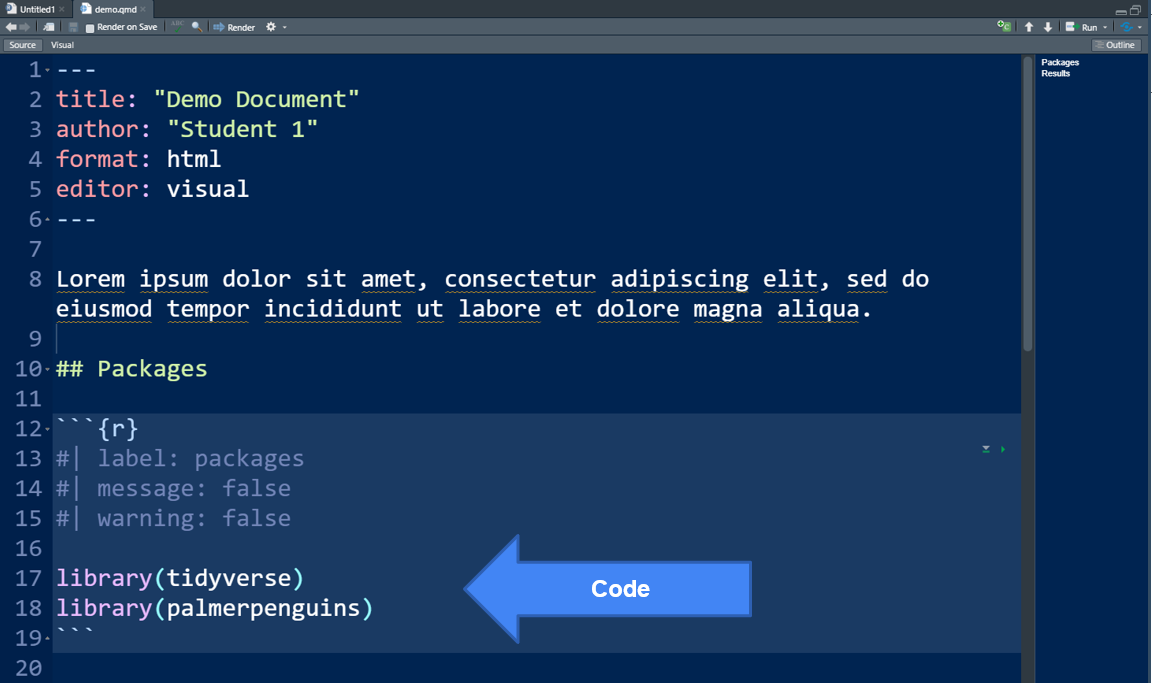 Untitled1 demo.qmd
Render on Save ABC Render Run
Source Visual Outline
Packages
Results
1 ---
2 title: "Demo Document"
3 author: "Student 1"
4 format: html
5 editor: visual
6 ---
7
8 Lorem ipsum dolor sit amet, consectetur adipiscing elit, sed do
eiusmod tempor incididunt ut labore et dolore magna aliqua.
9
10 ## Packages
11
12 ```{r}
13 #| label: packages
14 #| message: false
15 #| warning: false
16
17 library(tidyverse)
18 library(palmerpenguins)
19 ```
20
Code